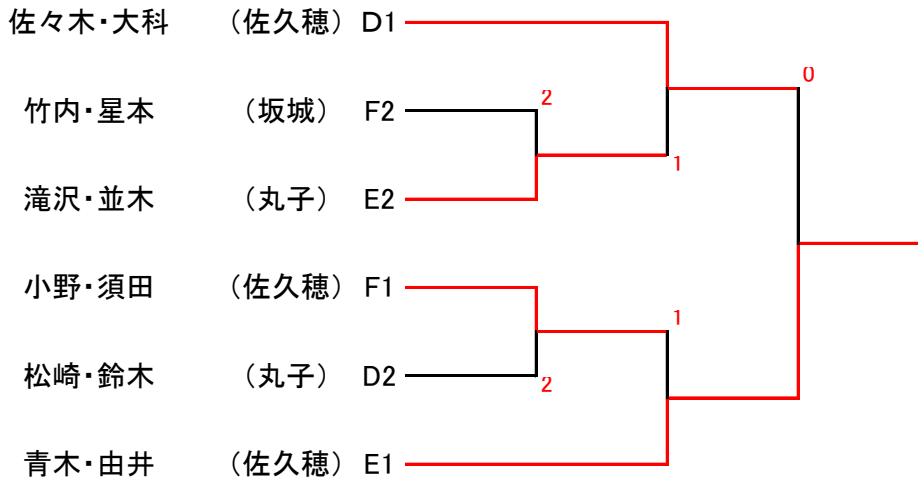 佐々木・大科 (佐久穂) D1
0
竹内・星本 (坂城) F2
2
1
滝沢・並木 (丸子) E2
小野・須田 (佐久穂) F1
1
松崎・鈴木 (丸子) D2
2
青木・由井 (佐久穂) E1